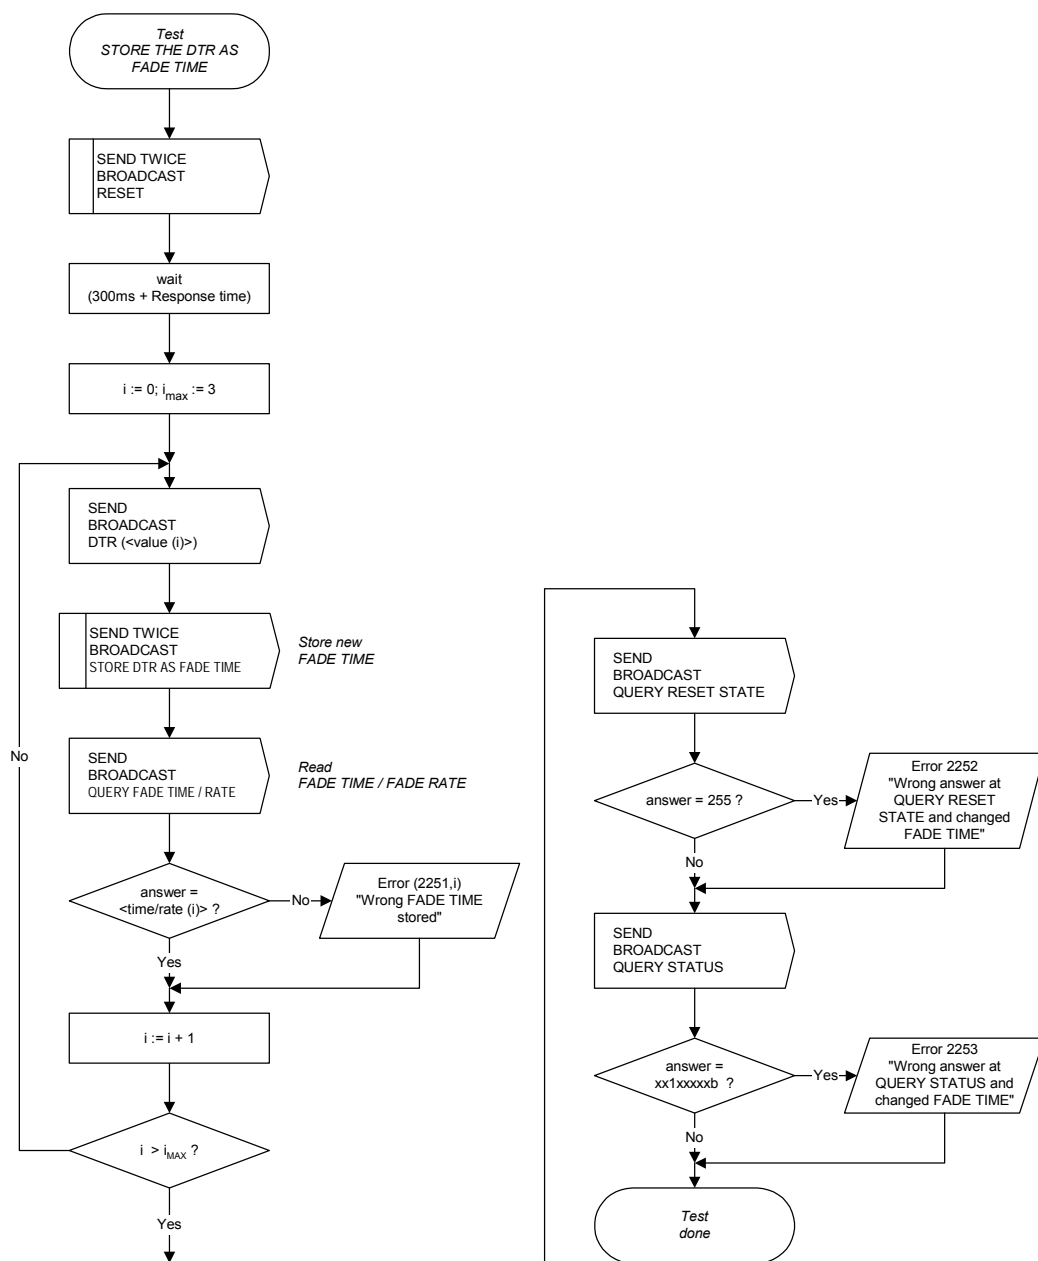 Test
STORE THE DTR AS
FADE TIME
SEND TWICE
BROADCAST
RESET
wait
(300ms + Response time)
i := 0; imax := 3
SEND
BROADCAST
DTR (<value (i)>)
SEND TWICE
BROADCAST
STORE DTR AS FADE TIME
Store new
FADE TIME
No
SEND
BROADCAST
QUERY FADE TIME / RATE
Read
FADE TIME / FADE RATE
answer =
<time/rate (i)> ?
No
Error (2251,i)
"Wrong FADE TIME
stored"
Yes
i := i + 1
i > iMAX ?
Yes
SEND
BROADCAST
QUERY RESET STATE
answer = 255 ?
Yes
Error 2252
"Wrong answer at
QUERY RESET
STATE and changed
FADE TIME"
No
SEND
BROADCAST
QUERY STATUS
answer =
xx1xxxxxb ?
Yes
Error 2253
"Wrong answer at
QUERY STATUS and
changed FADE TIME"
No
Test
done